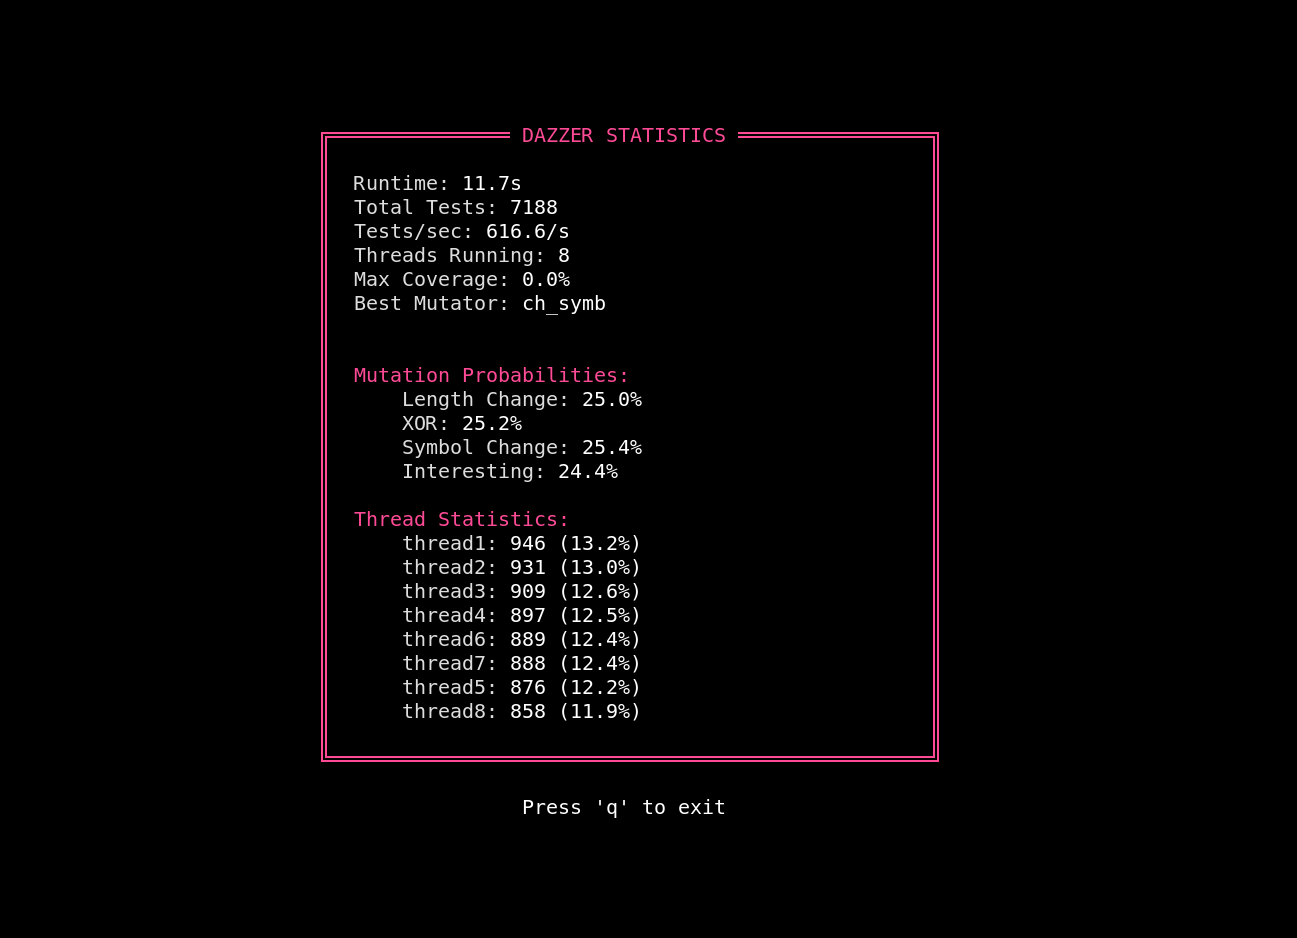 DAZZER STATISTICS
Runtime: 11.7s
Total Tests: 7188
Tests/sec: 616.6/s
Threads Running: 8
Max Coverage: 0.0%
Best Mutator: ch_symb
Mutation Probabilities:
Length Change: 25.0%
XOR: 25.2%
Symbol Change: 25.4%
Interesting: 24.4%
Thread Statistics:
thread1: 946 (13.2%)
thread2: 931 (13.0%)
thread3: 909 (12.6%)
thread4: 897 (12.5%)
thread6: 889 (12.4%)
thread7: 888 (12.4%)
thread5: 876 (12.2%)
thread8: 858 (11.9%)
Press 'q' to exit